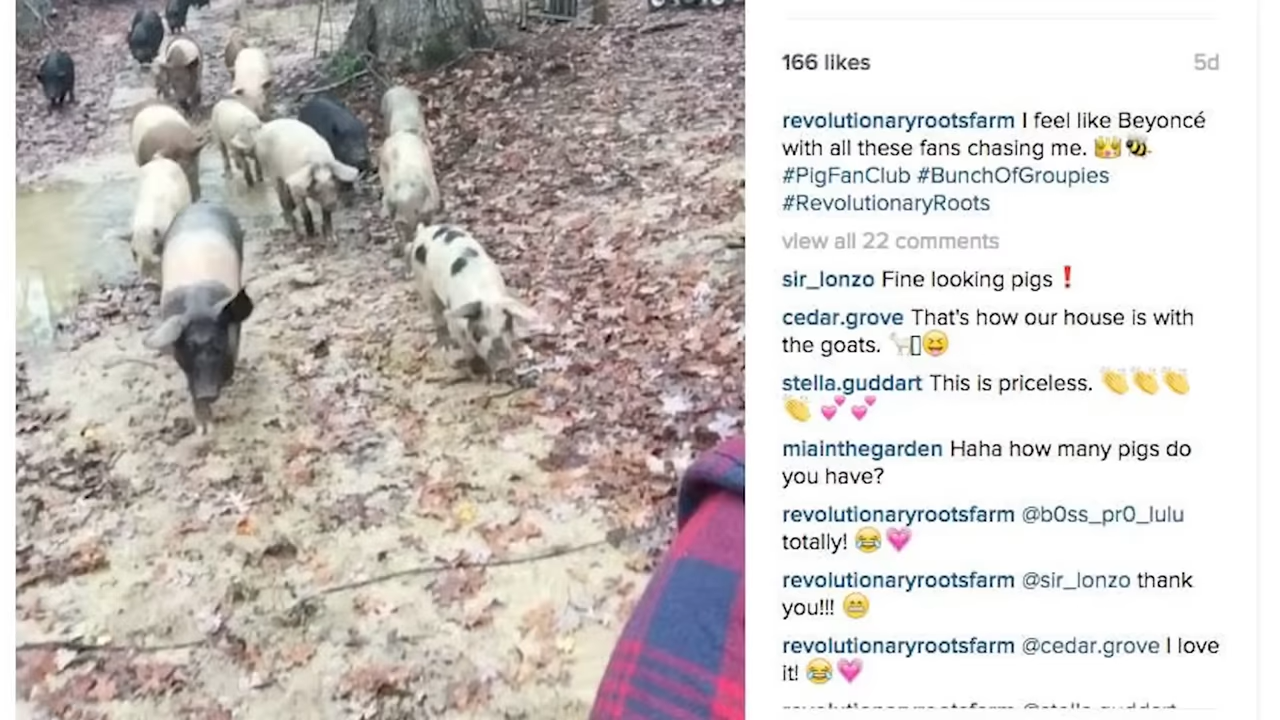 166 likes 5d
revolutionaryrootsfarm I feel like Beyoncé
with all these fans chasing me. 👑🐝
#PigFanClub #BunchOfGroupies
#RevolutionaryRoots
view all 22 comments
sir_lonzo Fine looking pigs❗
cedar.grove That's how our house is with
the goats. 🐐▯😝
stella.guddart This is priceless. 👏👏👏
👏 💕 💕
miainthegarden Haha how many pigs do
you have?
revolutionaryrootsfarm @b0ss_pr0_lulu
totally! 😂💗
revolutionaryrootsfarm @sir_lonzo thank
you!!! 😁
revolutionaryrootsfarm @cedar.grove I love
it! 😂💗
revolutionaryrootsfarm @stella.guddart